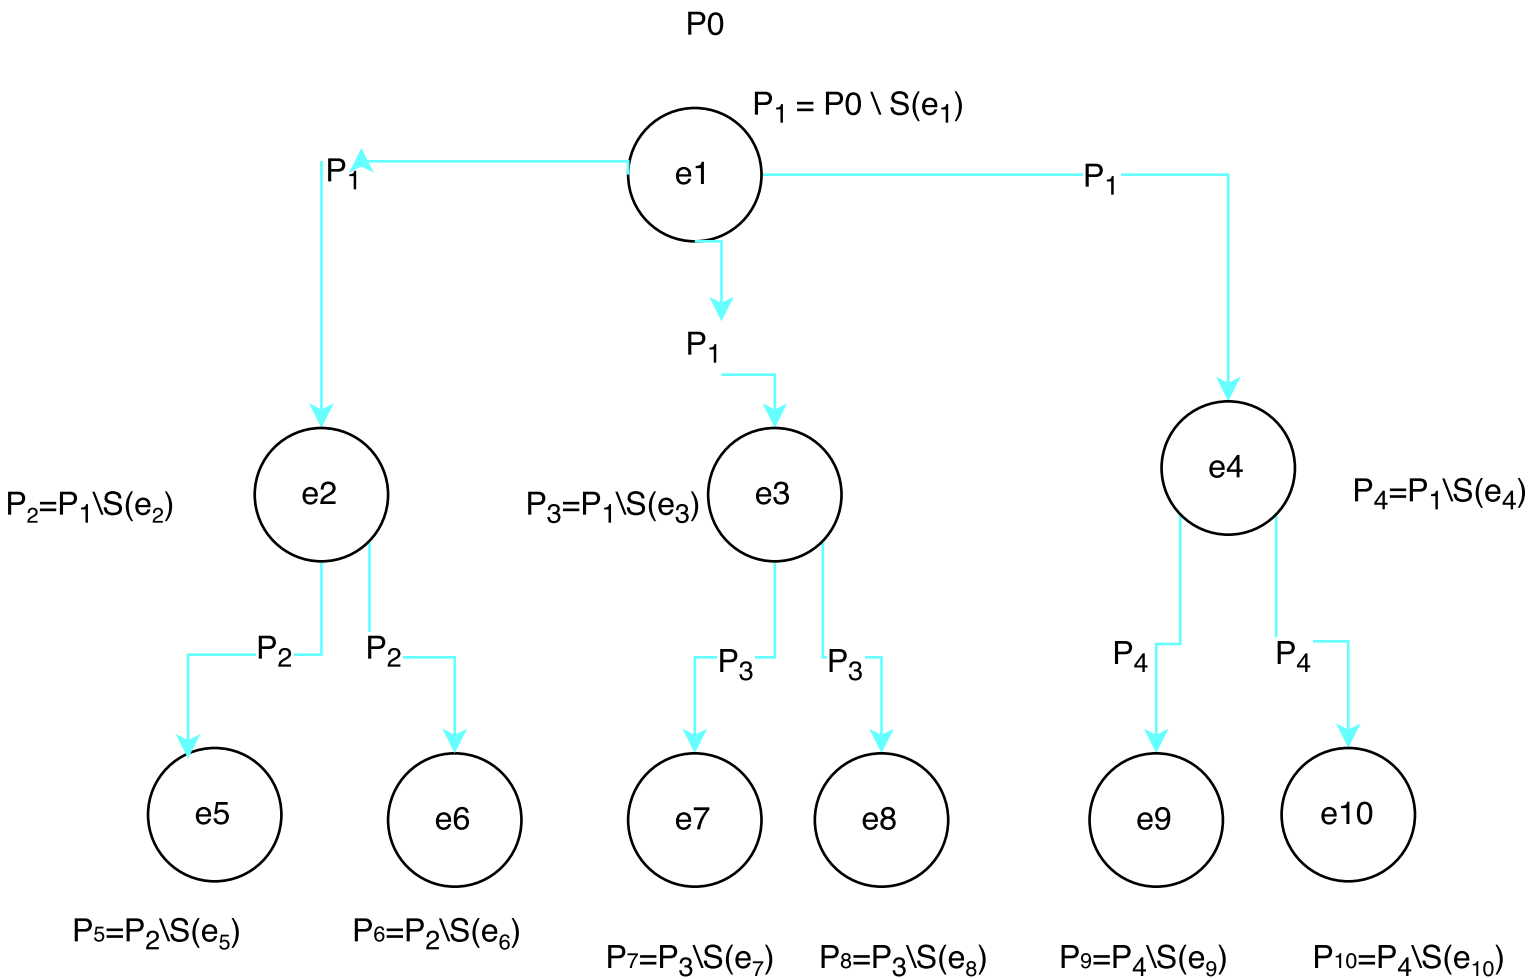 P0
P₁ = P0 \ S(e₁)
e1
P₁
P₁
P₁
e2
e3
e4
P₂=P₁\S(e₂)
P₃=P₁\S(e₃)
P₄=P₁\S(e₄)
P₂
P₂
P₃
P₃
P₄
P₄
e5
e6
e7
e8
e9
e10
P₅=P₂\S(e₅)
P₆=P₂\S(e₆)
P₇=P₃\S(e₇)
P₈=P₃\S(e₈)
P₉=P₄\S(e₉)
P₁₀=P₄\S(e₁₀)